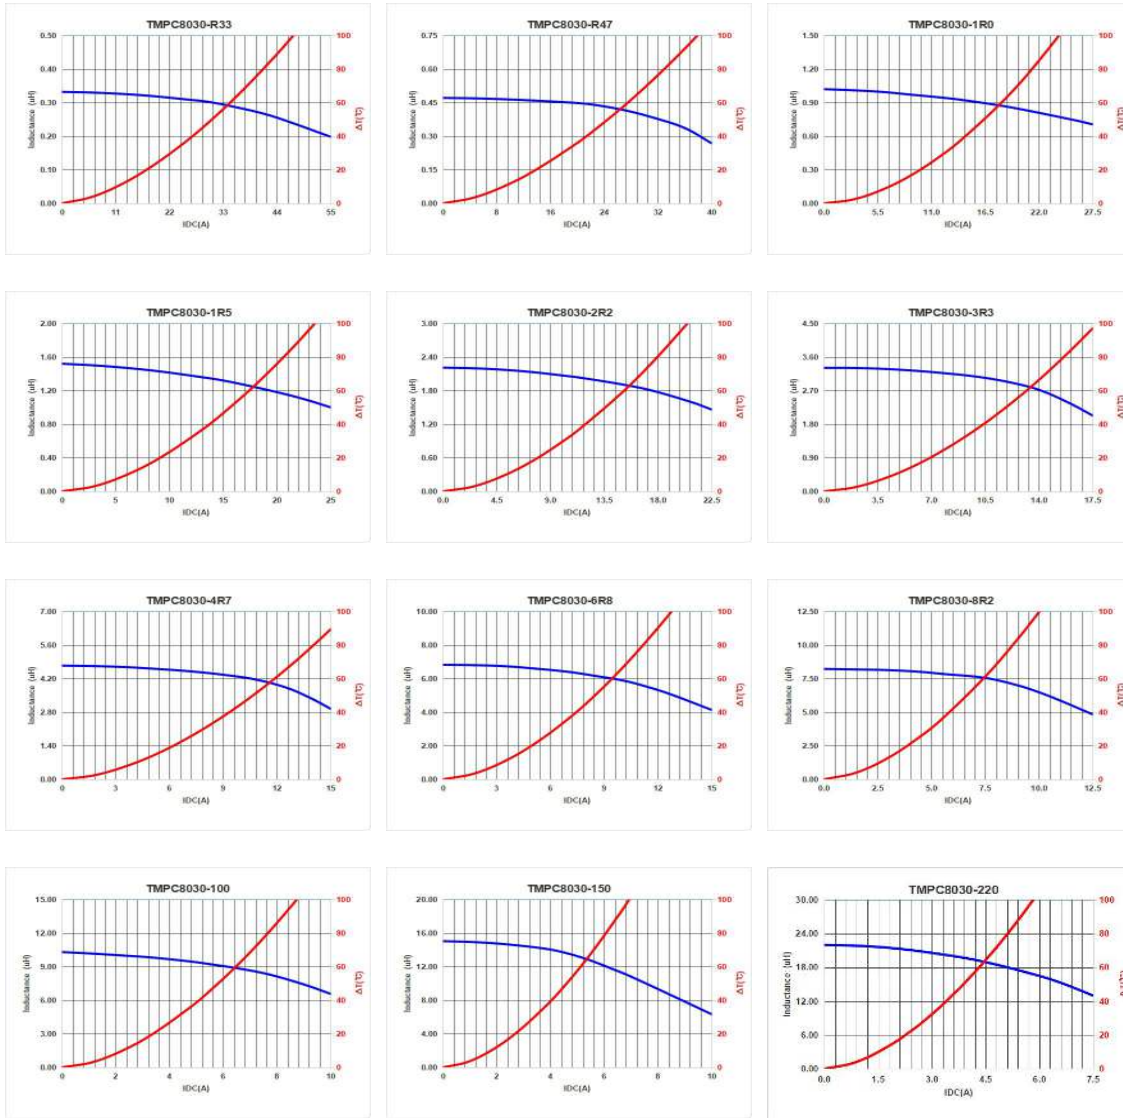 TMPC8030-R33
0.50 100
0.40 80
0.30 60
0.20 40
0.10 20
0.00 0
Inductance (uH)
ΔT(℃)
0 11 22 33 44 55
IDC(A)
TMPC8030-R47
0.75 100
0.60 80
0.45 60
0.30 40
0.15 20
0.00 0
Inductance (uH)
ΔT(℃)
0 8 16 24 32 40
IDC(A)
TMPC8030-1R0
1.50 100
1.20 80
0.90 60
0.60 40
0.30 20
0.00 0
Inductance (uH)
ΔT(℃)
0.0 5.5 11.0 16.5 22.0 27.5
IDC(A)
TMPC8030-1R5
2.00 100
1.60 80
1.20 60
0.80 40
0.40 20
0.00 0
Inductance (uH)
ΔT(℃)
0 5 10 15 20 25
IDC(A)
TMPC8030-2R2
3.00 100
2.40 80
1.80 60
1.20 40
0.60 20
0.00 0
Inductance (uH)
ΔT(℃)
0.0 4.5 9.0 13.5 18.0 22.5
IDC(A)
TMPC8030-3R3
4.50 100
3.60 80
2.70 60
1.80 40
0.90 20
0.00 0
Inductance (uH)
ΔT(℃)
0.0 3.5 7.0 10.5 14.0 17.5
IDC(A)
TMPC8030-4R7
7.00 100
5.60 80
4.20 60
2.80 40
1.40 20
0.00 0
Inductance (uH)
ΔT(℃)
0 3 6 9 12 15
IDC(A)
TMPC8030-6R8
10.00 100
8.00 80
6.00 60
4.00 40
2.00 20
0.00 0
Inductance (uH)
ΔT(℃)
0 3 6 9 12 15
IDC(A)
TMPC8030-8R2
12.50 100
10.00 80
7.50 60
5.00 40
2.50 20
0.00 0
Inductance (uH)
ΔT(℃)
0.0 2.5 5.0 7.5 10.0 12.5
IDC(A)
TMPC8030-100
15.00 100
12.00 80
9.00 60
6.00 40
3.00 20
0.00 0
Inductance (uH)
ΔT(℃)
0 2 4 6 8 10
IDC(A)
TMPC8030-150
20.00 100
16.00 80
12.00 60
8.00 40
4.00 20
0.00 0
Inductance (uH)
ΔT(℃)
0 2 4 6 8 10
IDC(A)
TMPC8030-220
30.00 100
24.00 80
18.00 60
12.00 40
6.00 20
0.00 0
Inductance (uH)
0.0 1.5 3.0 4.5 6.0 7.5
IDC(A)